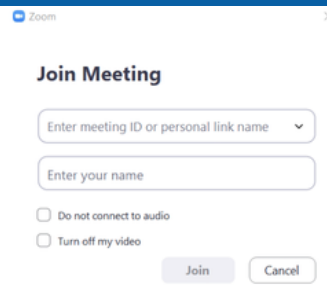 Zoom
Join Meeting
Enter meeting ID or personal link name
Enter your name
Do not connect to audio
Turn off my video
Join Cancel